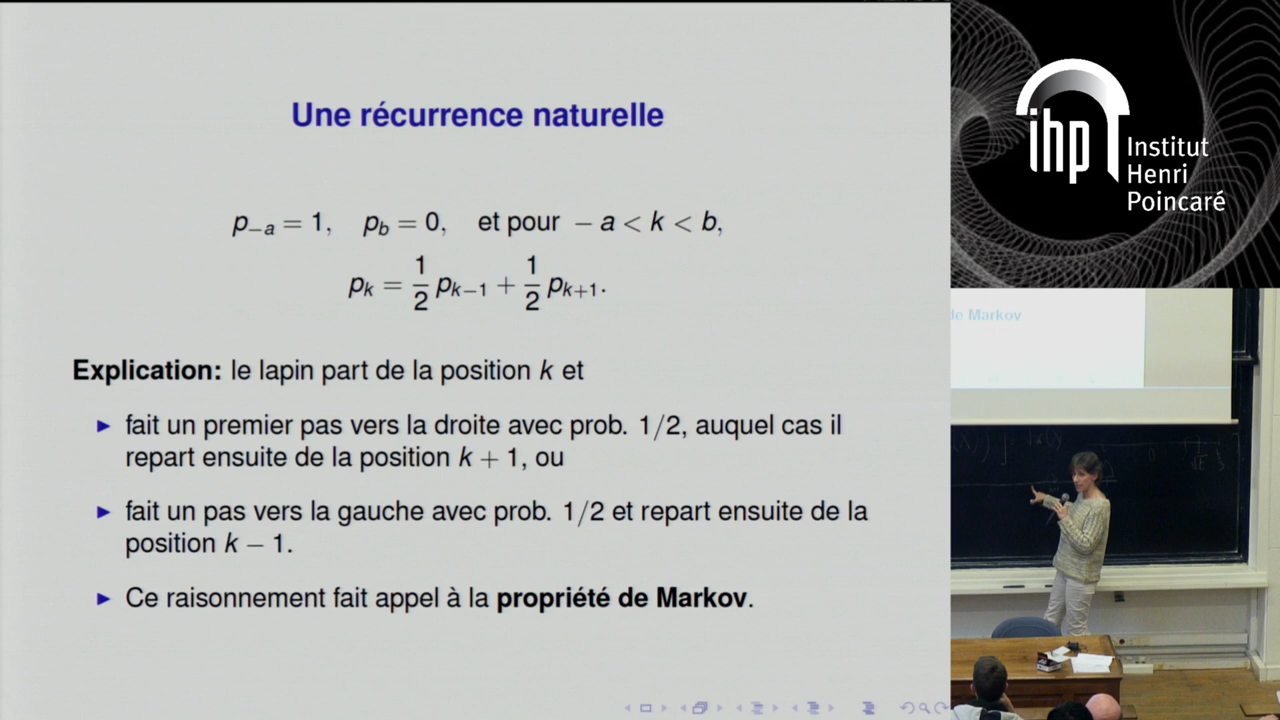 Une récurrence naturelle
p_{-a} = 1, p_b = 0, et pour − a < k < b,
p_k = \frac{1}{2} p_{k−1} + \frac{1}{2} p_{k+1}.
Explication: le lapin part de la position k et
▶ fait un premier pas vers la droite avec prob. 1/2, auquel cas il
repart ensuite de la position k + 1, ou
▶ fait un pas vers la gauche avec prob. 1/2 et repart ensuite de la
position k − 1.
▶ Ce raisonnement fait appel à la propriété de Markov.
ihp Institut
Henri
Poincaré
de Markov